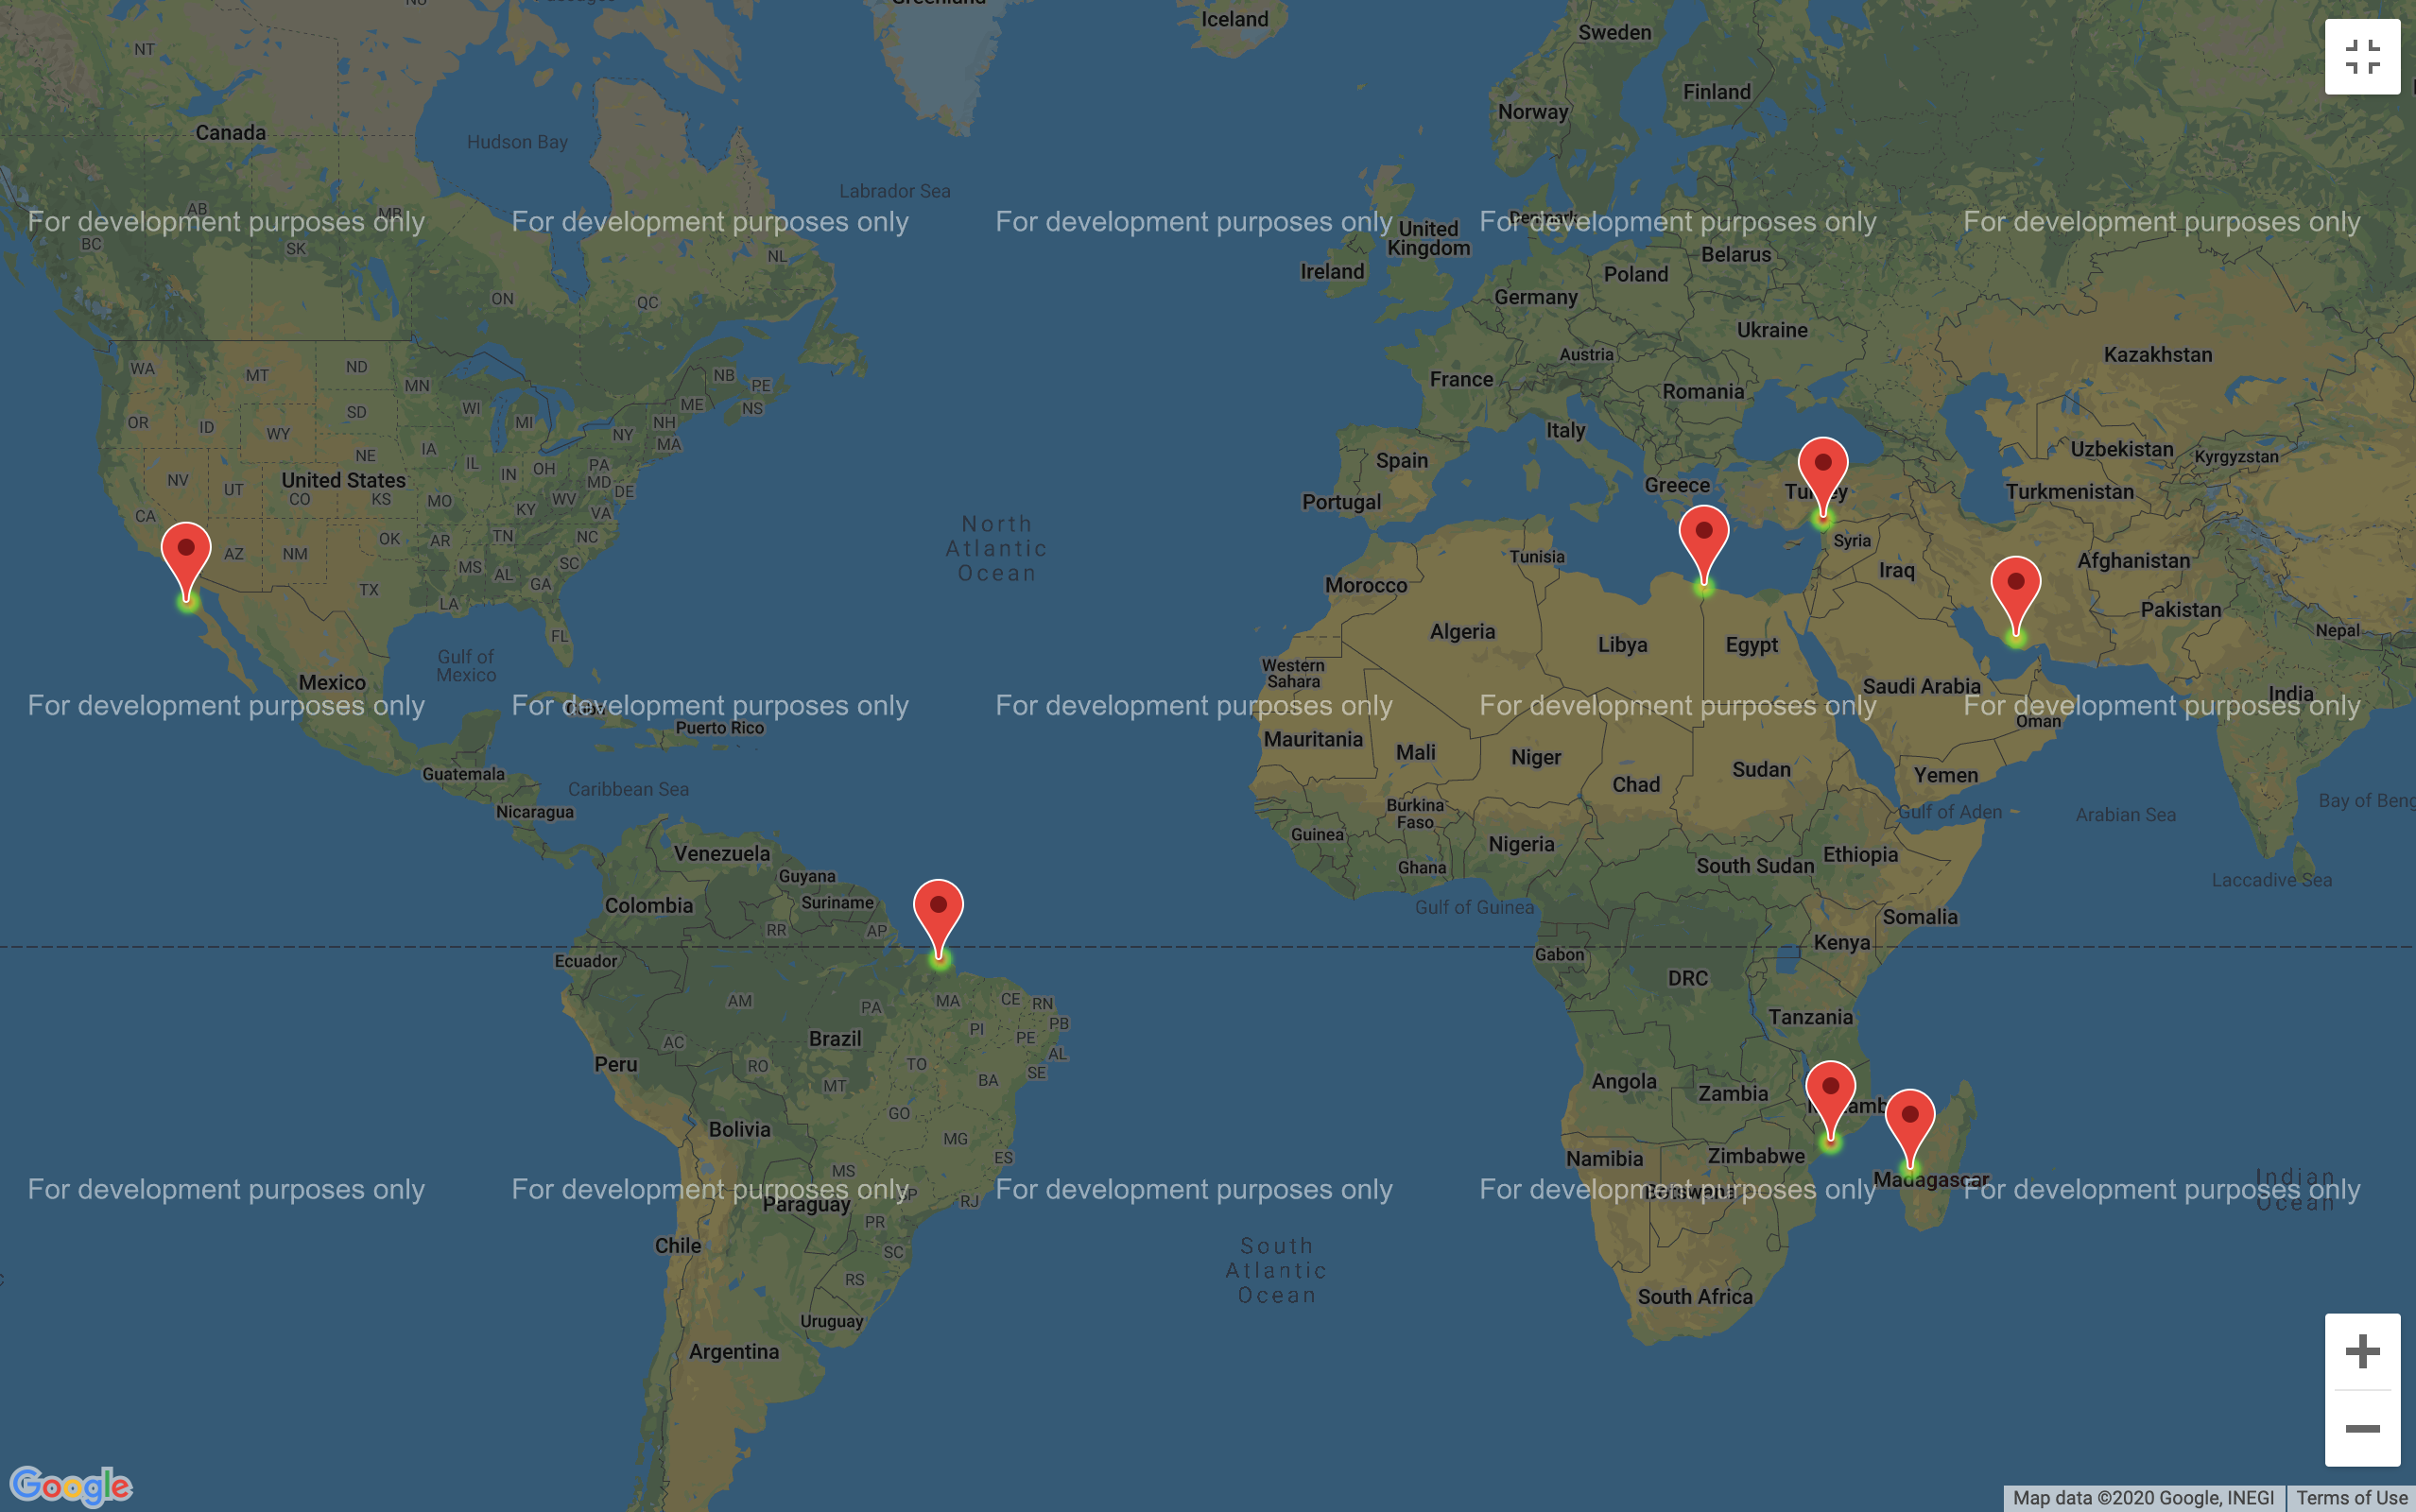 NU
Passages
Greenland
Iceland
Sweden
NT
Finland
Norway
Canada
Hudson Bay
Labrador Sea
AB
MB
For development purposes only
For development purposes only
For development purposes only
For development purposes only
For development purposes only
Denmark
BC
SK
NL
United
Kingdom
Belarus
Ireland
Poland
ON
QC
Germany
Ukraine
Austria
Kazakhstan
WA
MT
ND
MN
NB
PE
France
Romania
OR
ID
SD
WI
MI
ME
NS
WY
NY
NH
MA
Italy
NE
IA
IL
IN
OH
PA
MD
DE
Spain
Uzbekistan
Kyrgyzstan
NV
UT
United States
CO
KS
MO
KY
WV
VA
Greece
Turkey
Turkmenistan
Portugal
CA
AZ
NM
OK
AR
TN
NC
SC
North
Atlantic
Ocean
Syria
Tunisia
Afghanistan
Iraq
TX
MS
AL
GA
LA
Morocco
Pakistan
FL
Algeria
Libya
Egypt
Nepal
Gulf of
Mexico
Western
Sahara
Mexico
Saudi Arabia
India
For development purposes only
For development purposes only
For development purposes only
For development purposes only
For development purposes only
Cuba
Puerto Rico
Oman
Mauritania
Mali
Niger
Chad
Sudan
Yemen
Guatemala
Caribbean Sea
Nicaragua
Burkina
Faso
Gulf of Aden
Arabian Sea
Bay of Beng
Guinea
Nigeria
Venezuela
Ghana
South Sudan
Ethiopia
Guyana
Laccadive Sea
Colombia
Suriname
Gulf of Guinea
Somalia
RR
AP
Kenya
Ecuador
Gabon
DRC
AM
PA
MA
CE
RN
Tanzania
PI
PB
Brazil
PE
AC
AL
Peru
RO
TO
SE
MT
BA
Angola
Zambia
GO
Bolivia
MG
ES
Namibia
Zimbabwe
MS
Madagascar
Indian
Ocean
For development purposes only
For development purposes only
For development purposes only
For development purposes only
For development purposes only
SP
Botswana
Paraguay
RJ
PR
Chile
SC
South
Atlantic
Ocean
RS
South Africa
Uruguay
Argentina
Google
Map data ©2020 Google, INEGI
Terms of Use